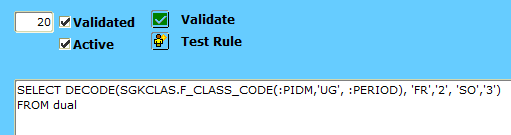 20 Validated Validate
Active Test Rule
SELECT DECODE(SGKCLAS.F_CLASS_CODE(:PIDM,'UG', :PERIOD), 'FR','2', 'SO','3')
FROM dual